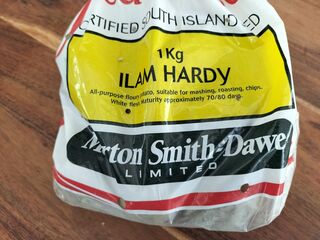 CERTIFIED SOUTH ISLAND
1Kg
ILAM HARDY
All-purpose floury potato, suitable for mashing, roasting, chips.
White flesh Maturity approximately 70/80 days
Morton Smith-Dawe
LIMITED